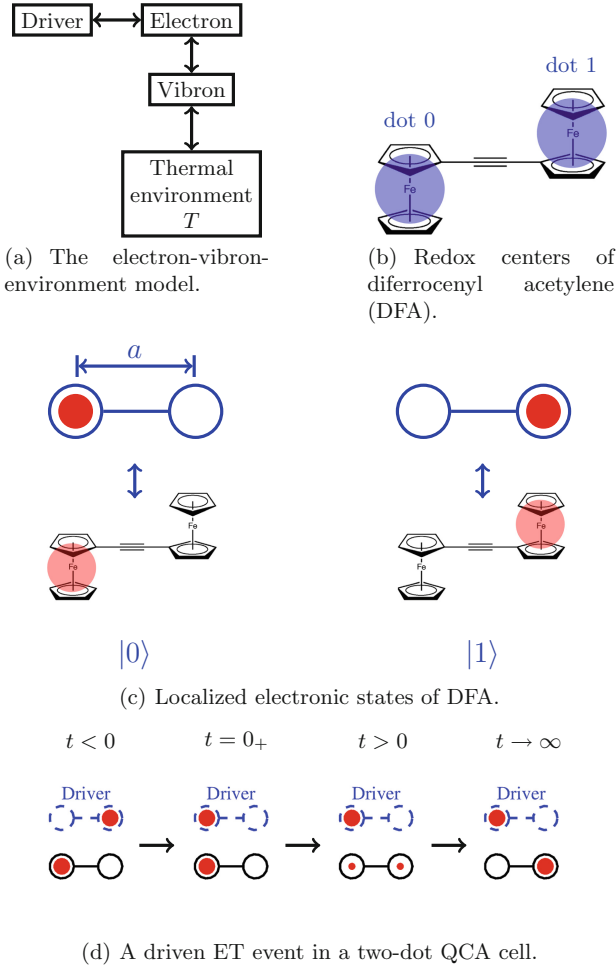 Driver
Electron
Vibron
Thermal
environment
T
(a) The electron-vibron-
environment model.
dot 0
dot 1
Fe
Fe
(b) Redox centers of
diferrocenyl acetylene
(DFA).
a
Fe
Fe
Fe
Fe
|0⟩
|1⟩
(c) Localized electronic states of DFA.
t < 0
t = 0₊
t > 0
t → ∞
Driver
Driver
Driver
Driver
(d) A driven ET event in a two-dot QCA cell.